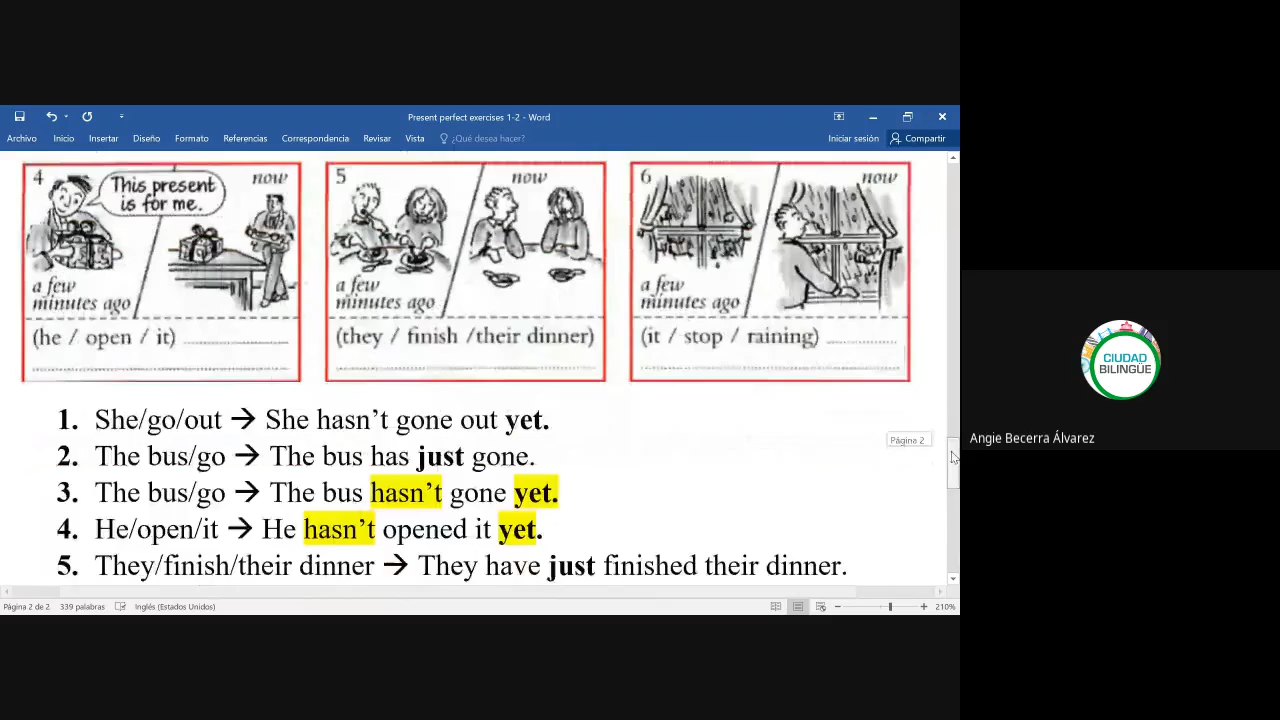 Present perfect exercises 1-2 - Word
Archivo Inicio Insertar Diseño Formato Referencias Correspondencia Revisar Vista ¿Qué desea hacer? Iniciar sesión Compartir
4
This present
is for me.
now
a few
minutes ago
(he / open / it)
5
now
a few
minutes ago
(they / finish /their dinner)
6
now
a few
minutes ago
(it / stop / raining)
1. She/go/out → She hasn’t gone out yet.
2. The bus/go → The bus has just gone.
3. The bus/go → The bus hasn’t gone yet.
4. He/open/it → He hasn’t opened it yet.
5. They/finish/their dinner → They have just finished their dinner.
Página 2
Página 2 de 2 339 palabras Inglés (Estados Unidos) 210%
CIUDAD
BILINGÜE
Angie Becerra Álvarez